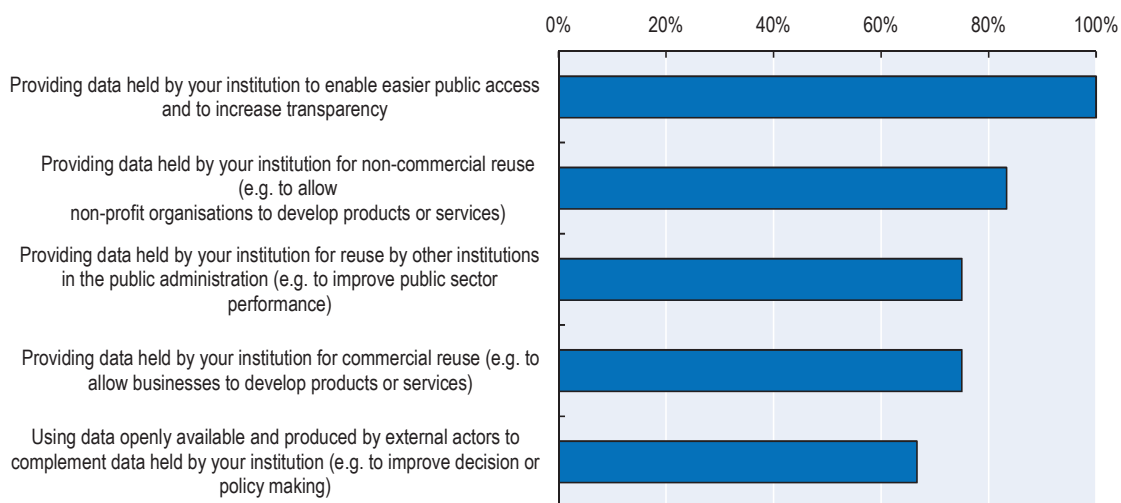 0% 20% 40% 60% 80% 100%
Providing data held by your institution to enable easier public access
and to increase transparency
Providing data held by your institution for non-commercial reuse
(e.g. to allow
non-profit organisations to develop products or services)
Providing data held by your institution for reuse by other institutions
in the public administration (e.g. to improve public sector
performance)
Providing data held by your institution for commercial reuse (e.g. to
allow businesses to develop products or services)
Using data openly available and produced by external actors to
complement data held by your institution (e.g. to improve decision or
policy making)